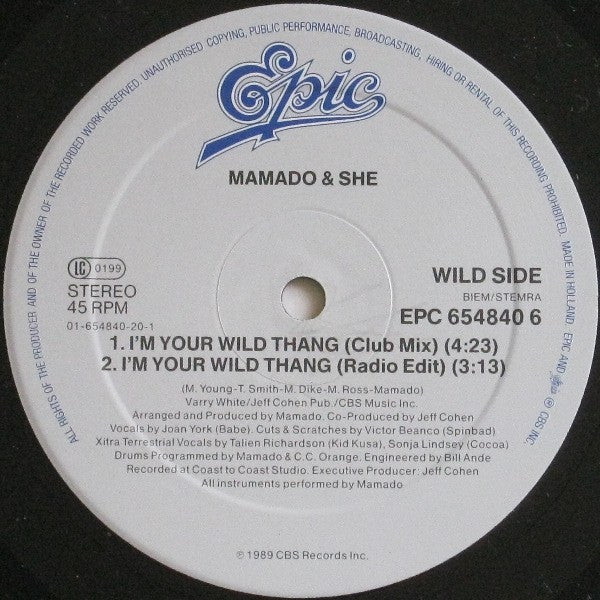 ALL RIGHTS OF THE PRODUCER AND OF THE OWNER OF THE RECORDED WORK RESERVED. UNAUTHORISED COPYING, PUBLIC PERFORMANCE, BROADCASTING, HIRING OR RENTAL OF THIS RECORDING PROHIBITED. MADE IN HOLLAND EPIC AND ℗ CBS INC.
Epic
MAMADO & SHE
LC 0199
STEREO
45 RPM
01-654840-20-1
WILD SIDE
BIEM/STEMRA
EPC 654840 6
1. I'M YOUR WILD THANG (Club Mix) (4:23)
2. I'M YOUR WILD THANG (Radio Edit) (3:13)
(M. Young-T. Smith-M. Dike-M. Ross-Mamado)
Varry White/Jeff Cohen Pub./CBS Music Inc.
Arranged and Produced by Mamado. Co-Produced by Jeff Cohen
Vocals by Joan York (Babe). Cuts & Scratches by Victor Beanco (Spinbad)
Xitra Terrestrial Vocals by Talien Richardson (Kid Kusa), Sonja Lindsey (Cocoa)
Drums Programmed by Mamado & C.C. Orange. Engineered by Bill Ande
Recorded at Coast to Coast Studio. Executive Producer: Jeff Cohen
All instruments performed by Mamado
℗ 1989 CBS Records Inc.